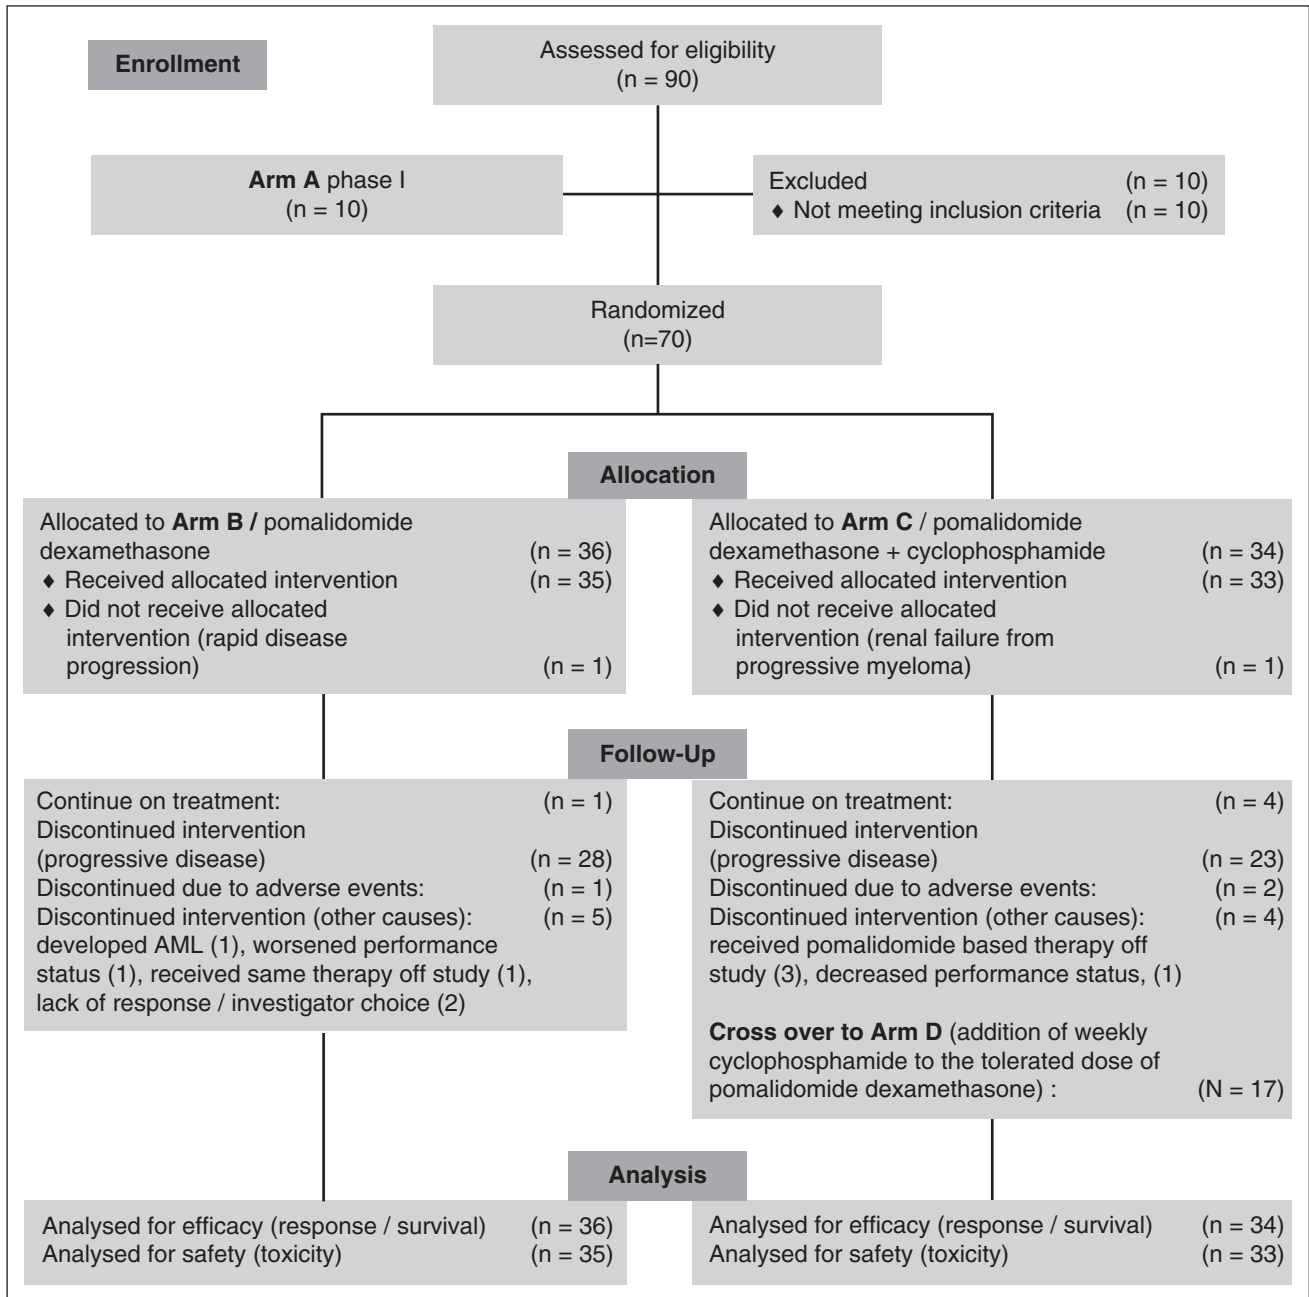 Enrollment
Assessed for eligibility
(n = 90)
Arm A phase I
(n = 10)
Excluded (n = 10)
♦ Not meeting inclusion criteria (n = 10)
Randomized
(n=70)
Allocation
Allocated to Arm B / pomalidomide
dexamethasone (n = 36)
♦ Received allocated intervention (n = 35)
♦ Did not receive allocated
intervention (rapid disease
progression) (n = 1)
Allocated to Arm C / pomalidomide
dexamethasone + cyclophosphamide (n = 34)
♦ Received allocated intervention (n = 33)
♦ Did not receive allocated
intervention (renal failure from
progressive myeloma) (n = 1)
Follow-Up
Continue on treatment: (n = 1)
Discontinued intervention
(progressive disease) (n = 28)
Discontinued due to adverse events: (n = 1)
Discontinued intervention (other causes): (n = 5)
developed AML (1), worsened performance
status (1), received same therapy off study (1),
lack of response / investigator choice (2)
Continue on treatment: (n = 4)
Discontinued intervention
(progressive disease) (n = 23)
Discontinued due to adverse events: (n = 2)
Discontinued intervention (other causes): (n = 4)
received pomalidomide based therapy off
study (3), decreased performance status, (1)
Cross over to Arm D (addition of weekly
cyclophosphamide to the tolerated dose of
pomalidomide dexamethasone) : (N = 17)
Analysis
Analysed for efficacy (response / survival) (n = 36)
Analysed for safety (toxicity) (n = 35)
Analysed for efficacy (response / survival) (n = 34)
Analysed for safety (toxicity) (n = 33)